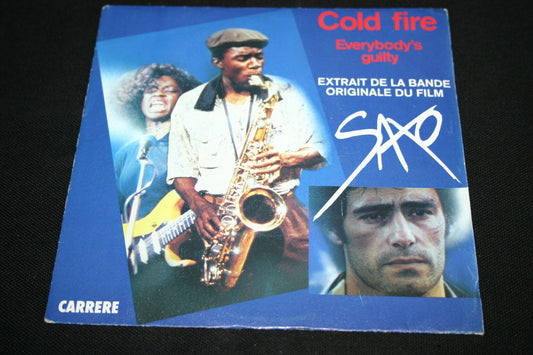 Cold fire
Everybody's
guilty
EXTRAIT DE LA BANDE
ORIGINALE DU FILM
SAXO
CARRERE